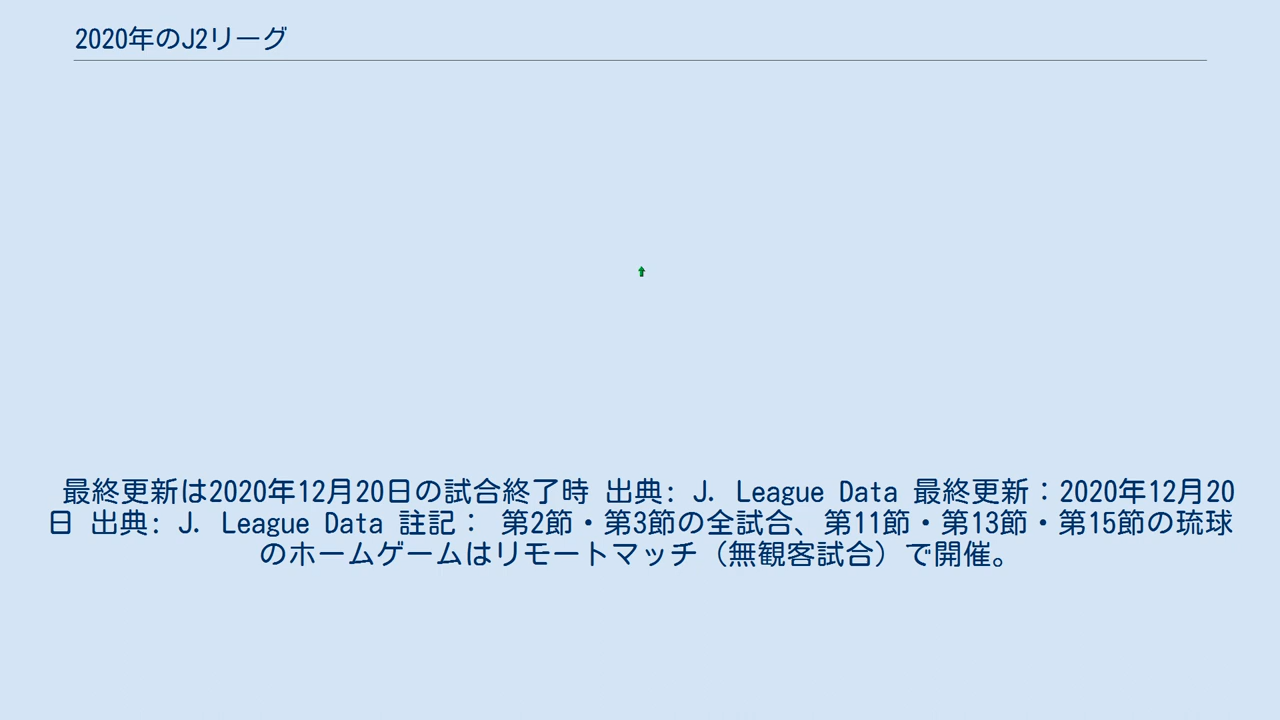 2020年のJ2リーグ
最終更新は2020年12月20日の試合終了時 出典: J. League Data 最終更新：2020年12月20
日 出典: J. League Data 註記： 第2節・第3節の全試合、第11節・第13節・第15節の琉球
のホームゲームはリモートマッチ（無観客試合）で開催。